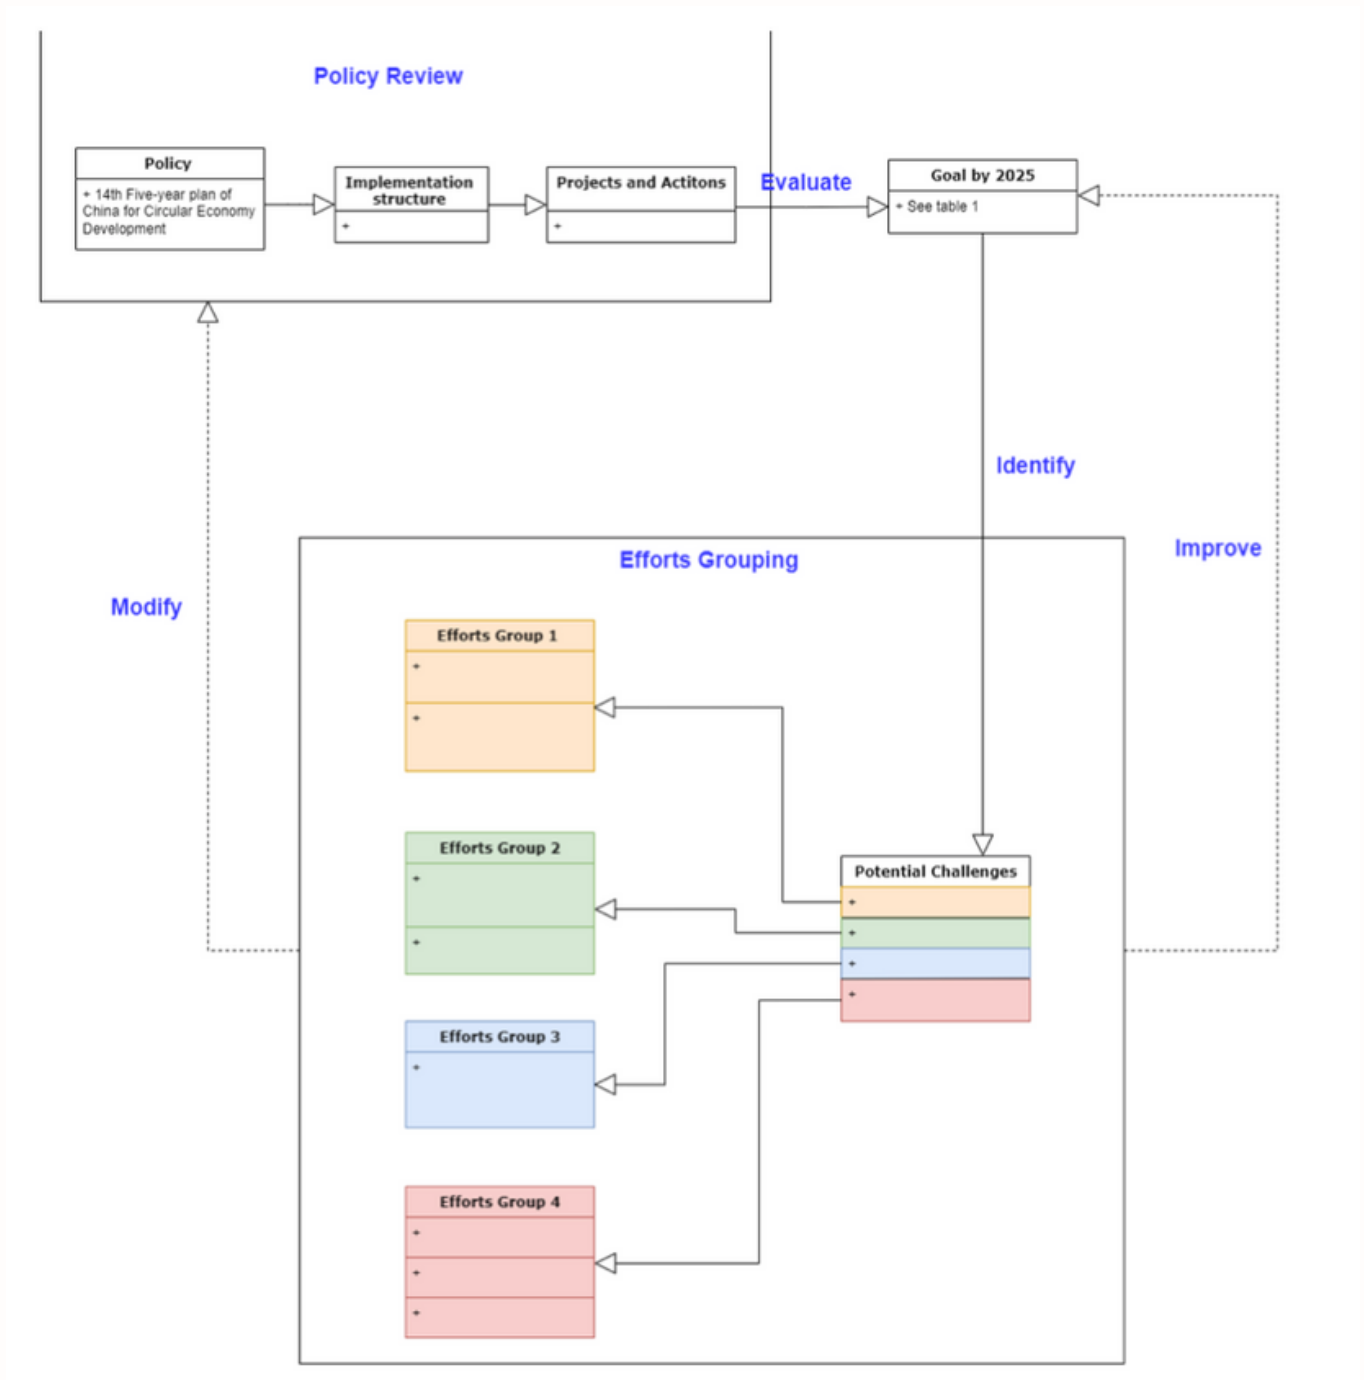 Policy Review
Policy
+ 14th Five-year plan of
China for Circular Economy
Development
Implementation
structure
+
Projects and Actitons
+
Evaluate
Goal by 2025
+ See table 1
Identify
Improve
Modify
Efforts Grouping
Efforts Group 1
+
+
Efforts Group 2
+
+
Efforts Group 3
+
Efforts Group 4
+
+
+
Potential Challenges
+
+
+
+